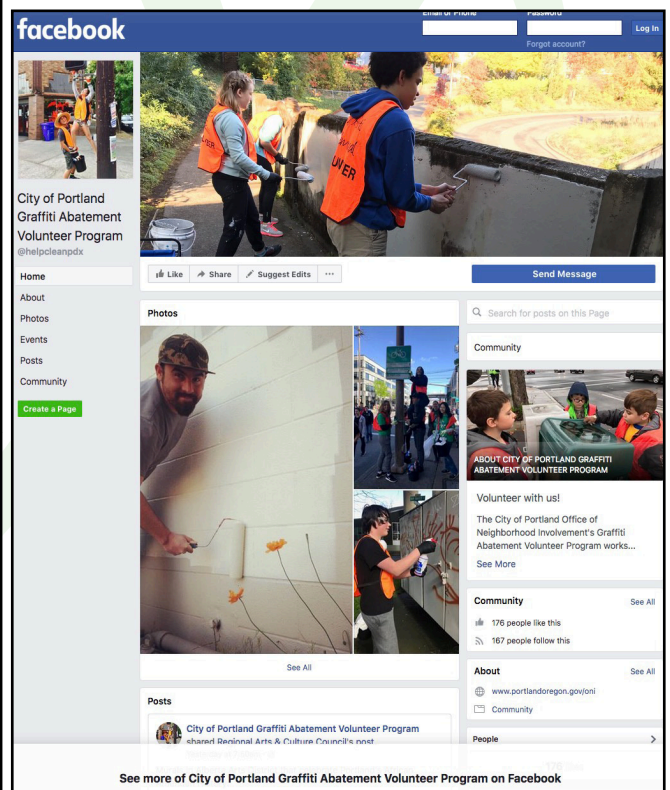 facebook
Email or Phone
Password
Log In
Forgot account?
City of Portland
Graffiti Abatement
Volunteer Program
@helpcleanpdx
Home
About
Photos
Events
Posts
Community
Create a Page
Like
Share
Suggest Edits
Send Message
Photos
See All
Posts
City of Portland Graffiti Abatement Volunteer Program
shared Regional Arts & Culture Council's post
Search for posts on this Page
Community
ABOUT CITY OF PORTLAND GRAFFITI
ABATEMENT VOLUNTEER PROGRAM
Volunteer with us!
The City of Portland Office of
Neighborhood Involvement's Graffiti
Abatement Volunteer Program works...
See More
Community
See All
176 people like this
167 people follow this
About
See All
www.portlandoregon.gov/oni
Community
People
See more of City of Portland Graffiti Abatement Volunteer Program on Facebook